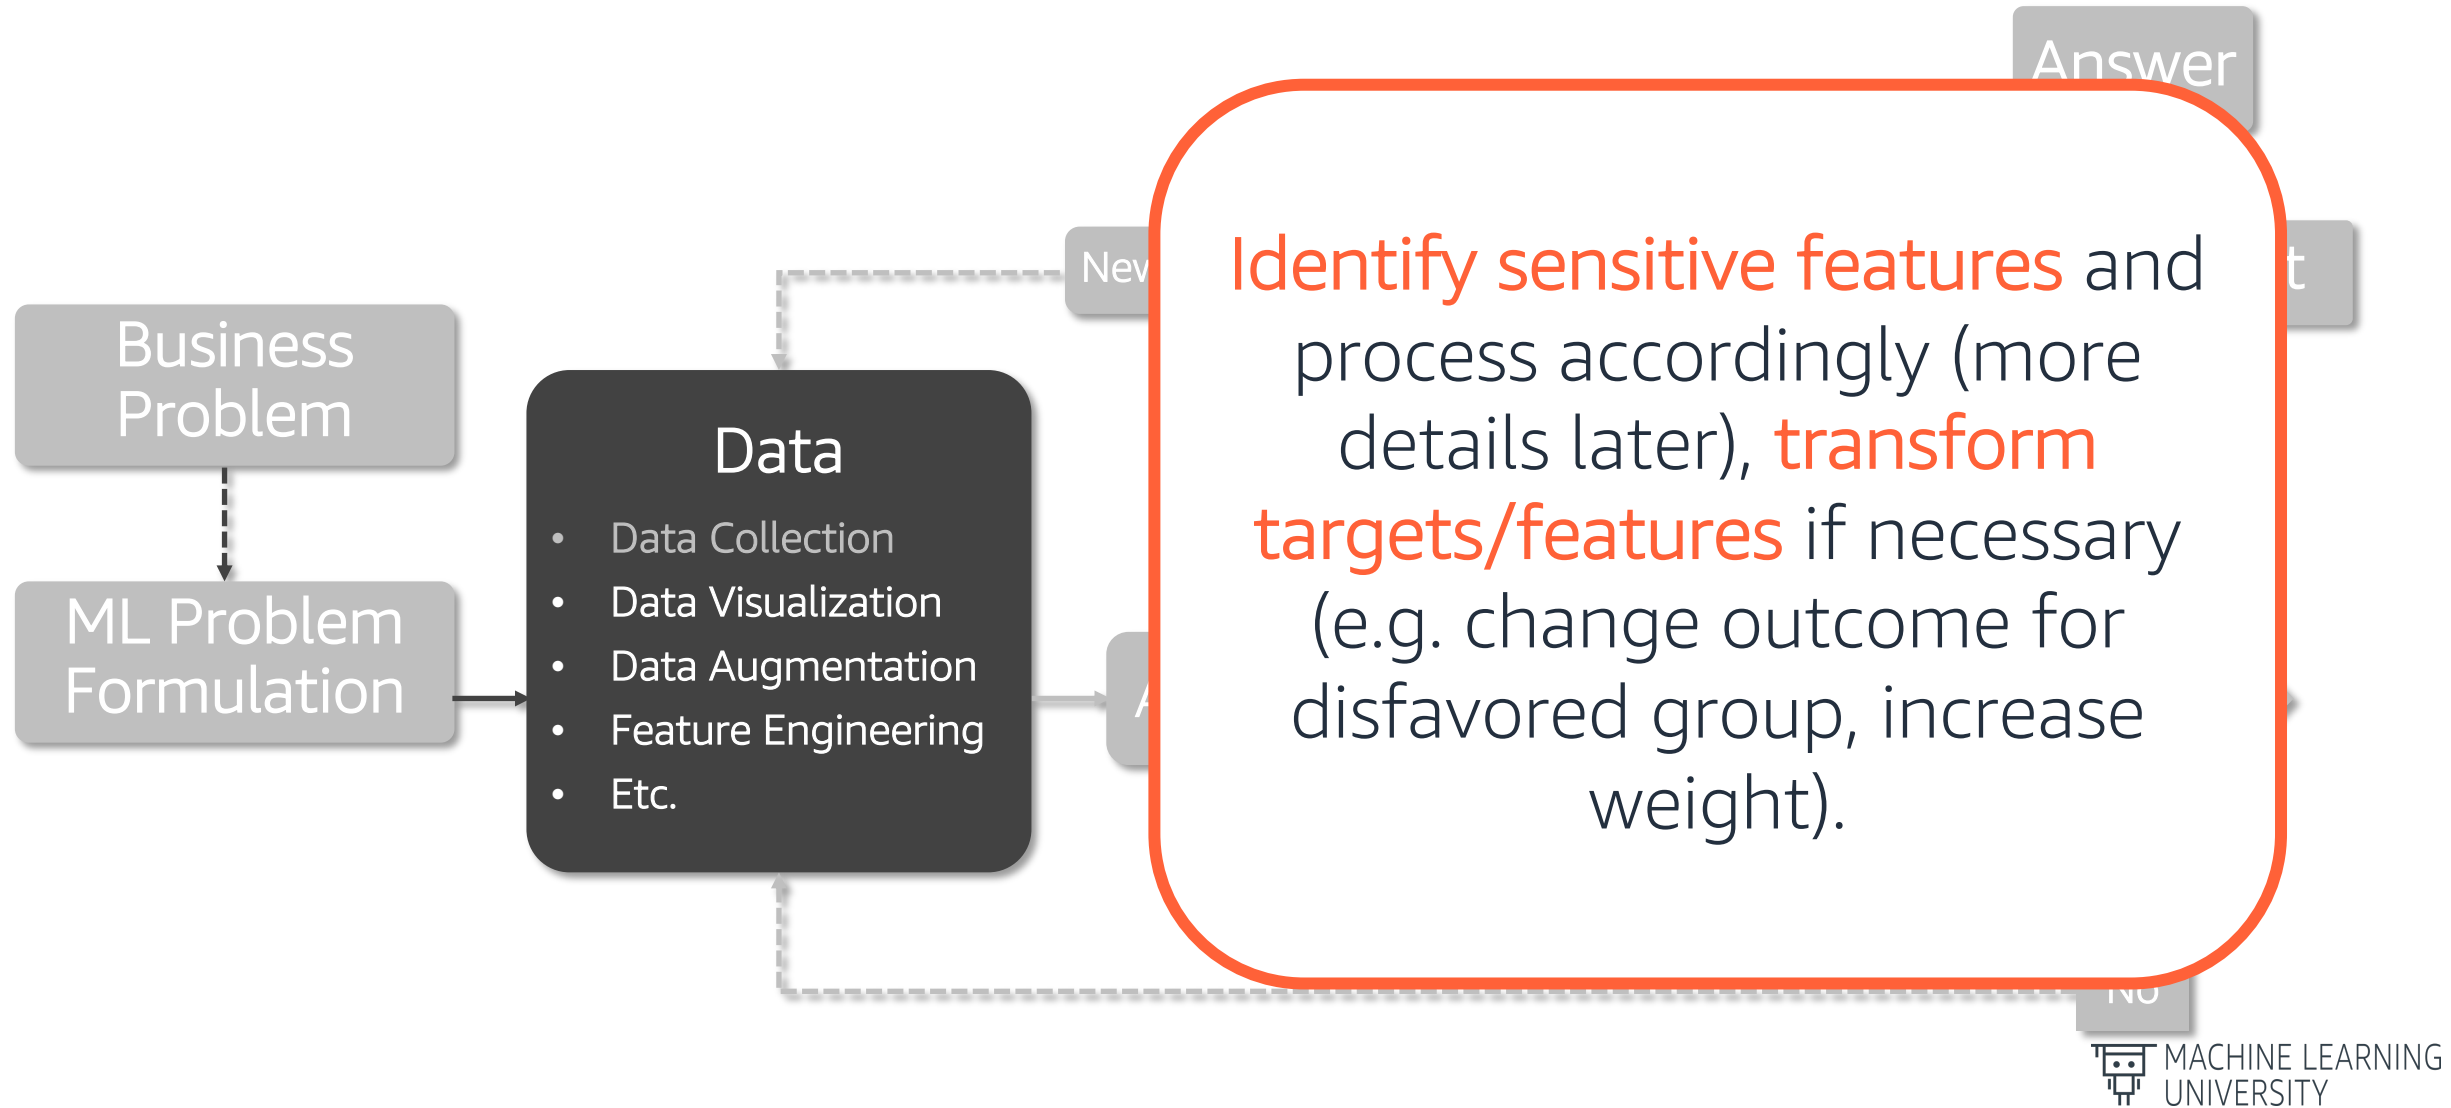 Answer
New
Business
Problem
ML Problem
Formulation
Data
• Data Collection
• Data Visualization
• Data Augmentation
• Feature Engineering
• Etc.
Identify sensitive features and
process accordingly (more
details later), transform
targets/features if necessary
(e.g. change outcome for
disfavored group, increase
weight).
t
No
MACHINE LEARNING
UNIVERSITY